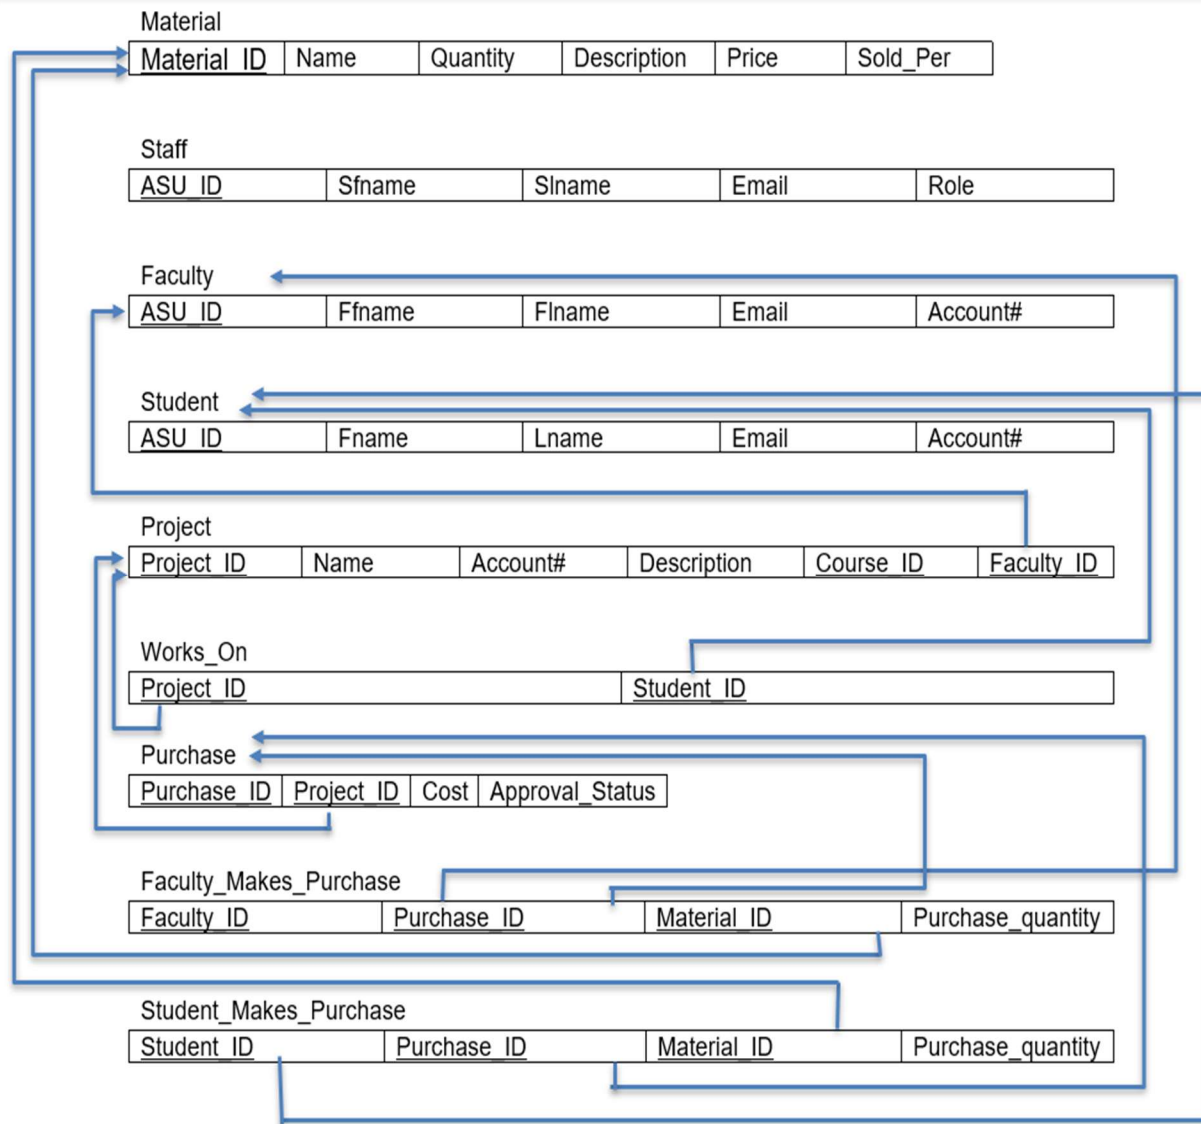 Material
Material_ID Name Quantity Description Price Sold_Per
Staff
ASU_ID Sfname Slname Email Role
Faculty
ASU_ID Ffname Flname Email Account#
Student
ASU_ID Fname Lname Email Account#
Project
Project_ID Name Account# Description Course_ID Faculty_ID
Works_On
Project_ID Student_ID
Purchase
Purchase_ID Project_ID Cost Approval_Status
Faculty_Makes_Purchase
Faculty_ID Purchase_ID Material_ID Purchase_quantity
Student_Makes_Purchase
Student_ID Purchase_ID Material_ID Purchase_quantity